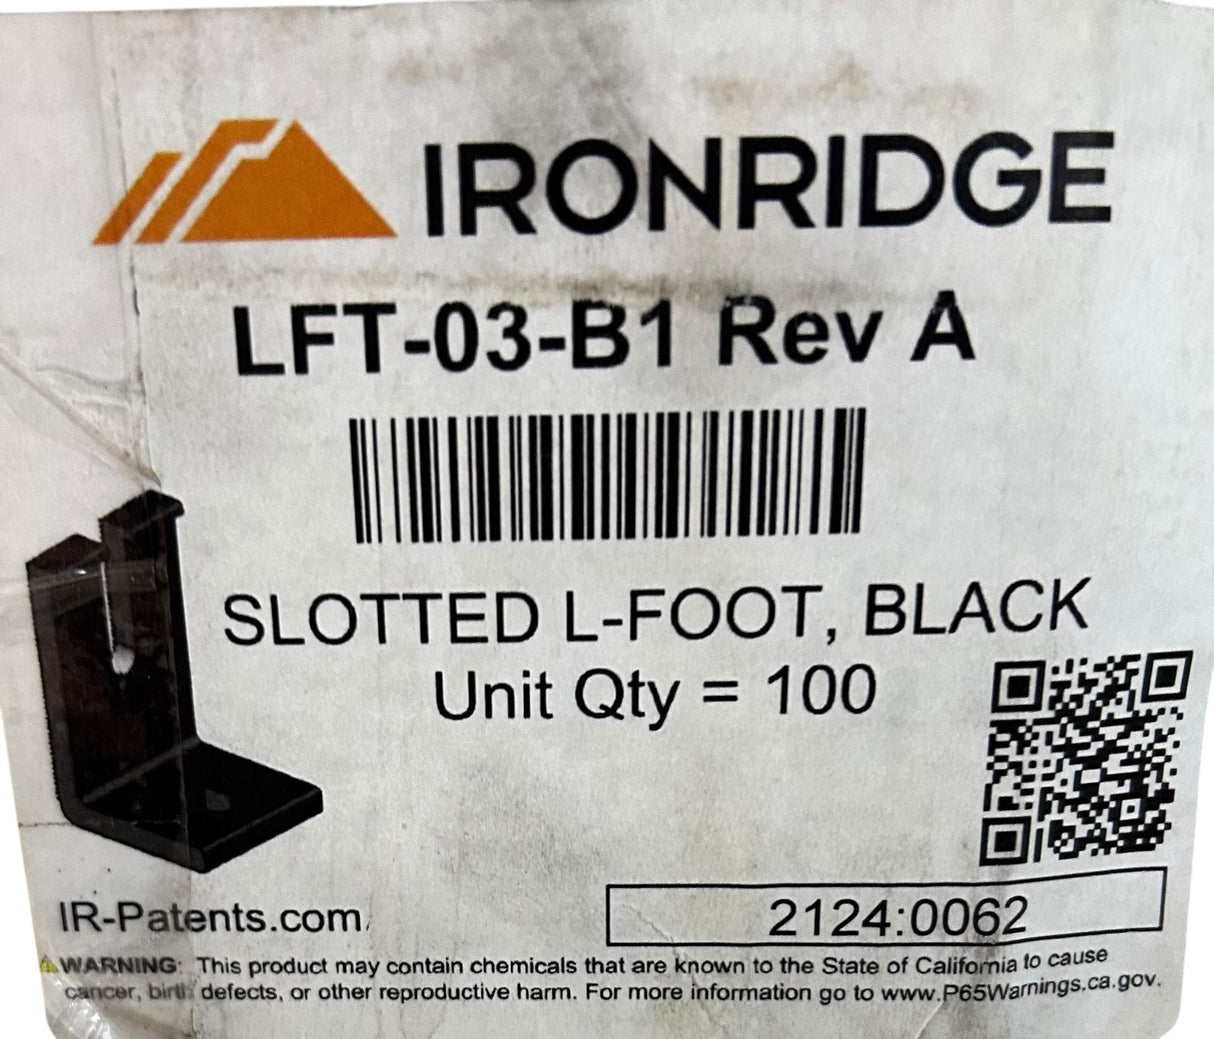 IRONRIDGE
LFT-03-B1 Rev A
SLOTTED L-FOOT, BLACK
Unit Qty = 100
IR-Patents.com
2124:0062
WARNING: This product may contain chemicals that are known to the State of California to cause
cancer, birth defects, or other reproductive harm. For more information go to www.P65Warnings.ca.gov.